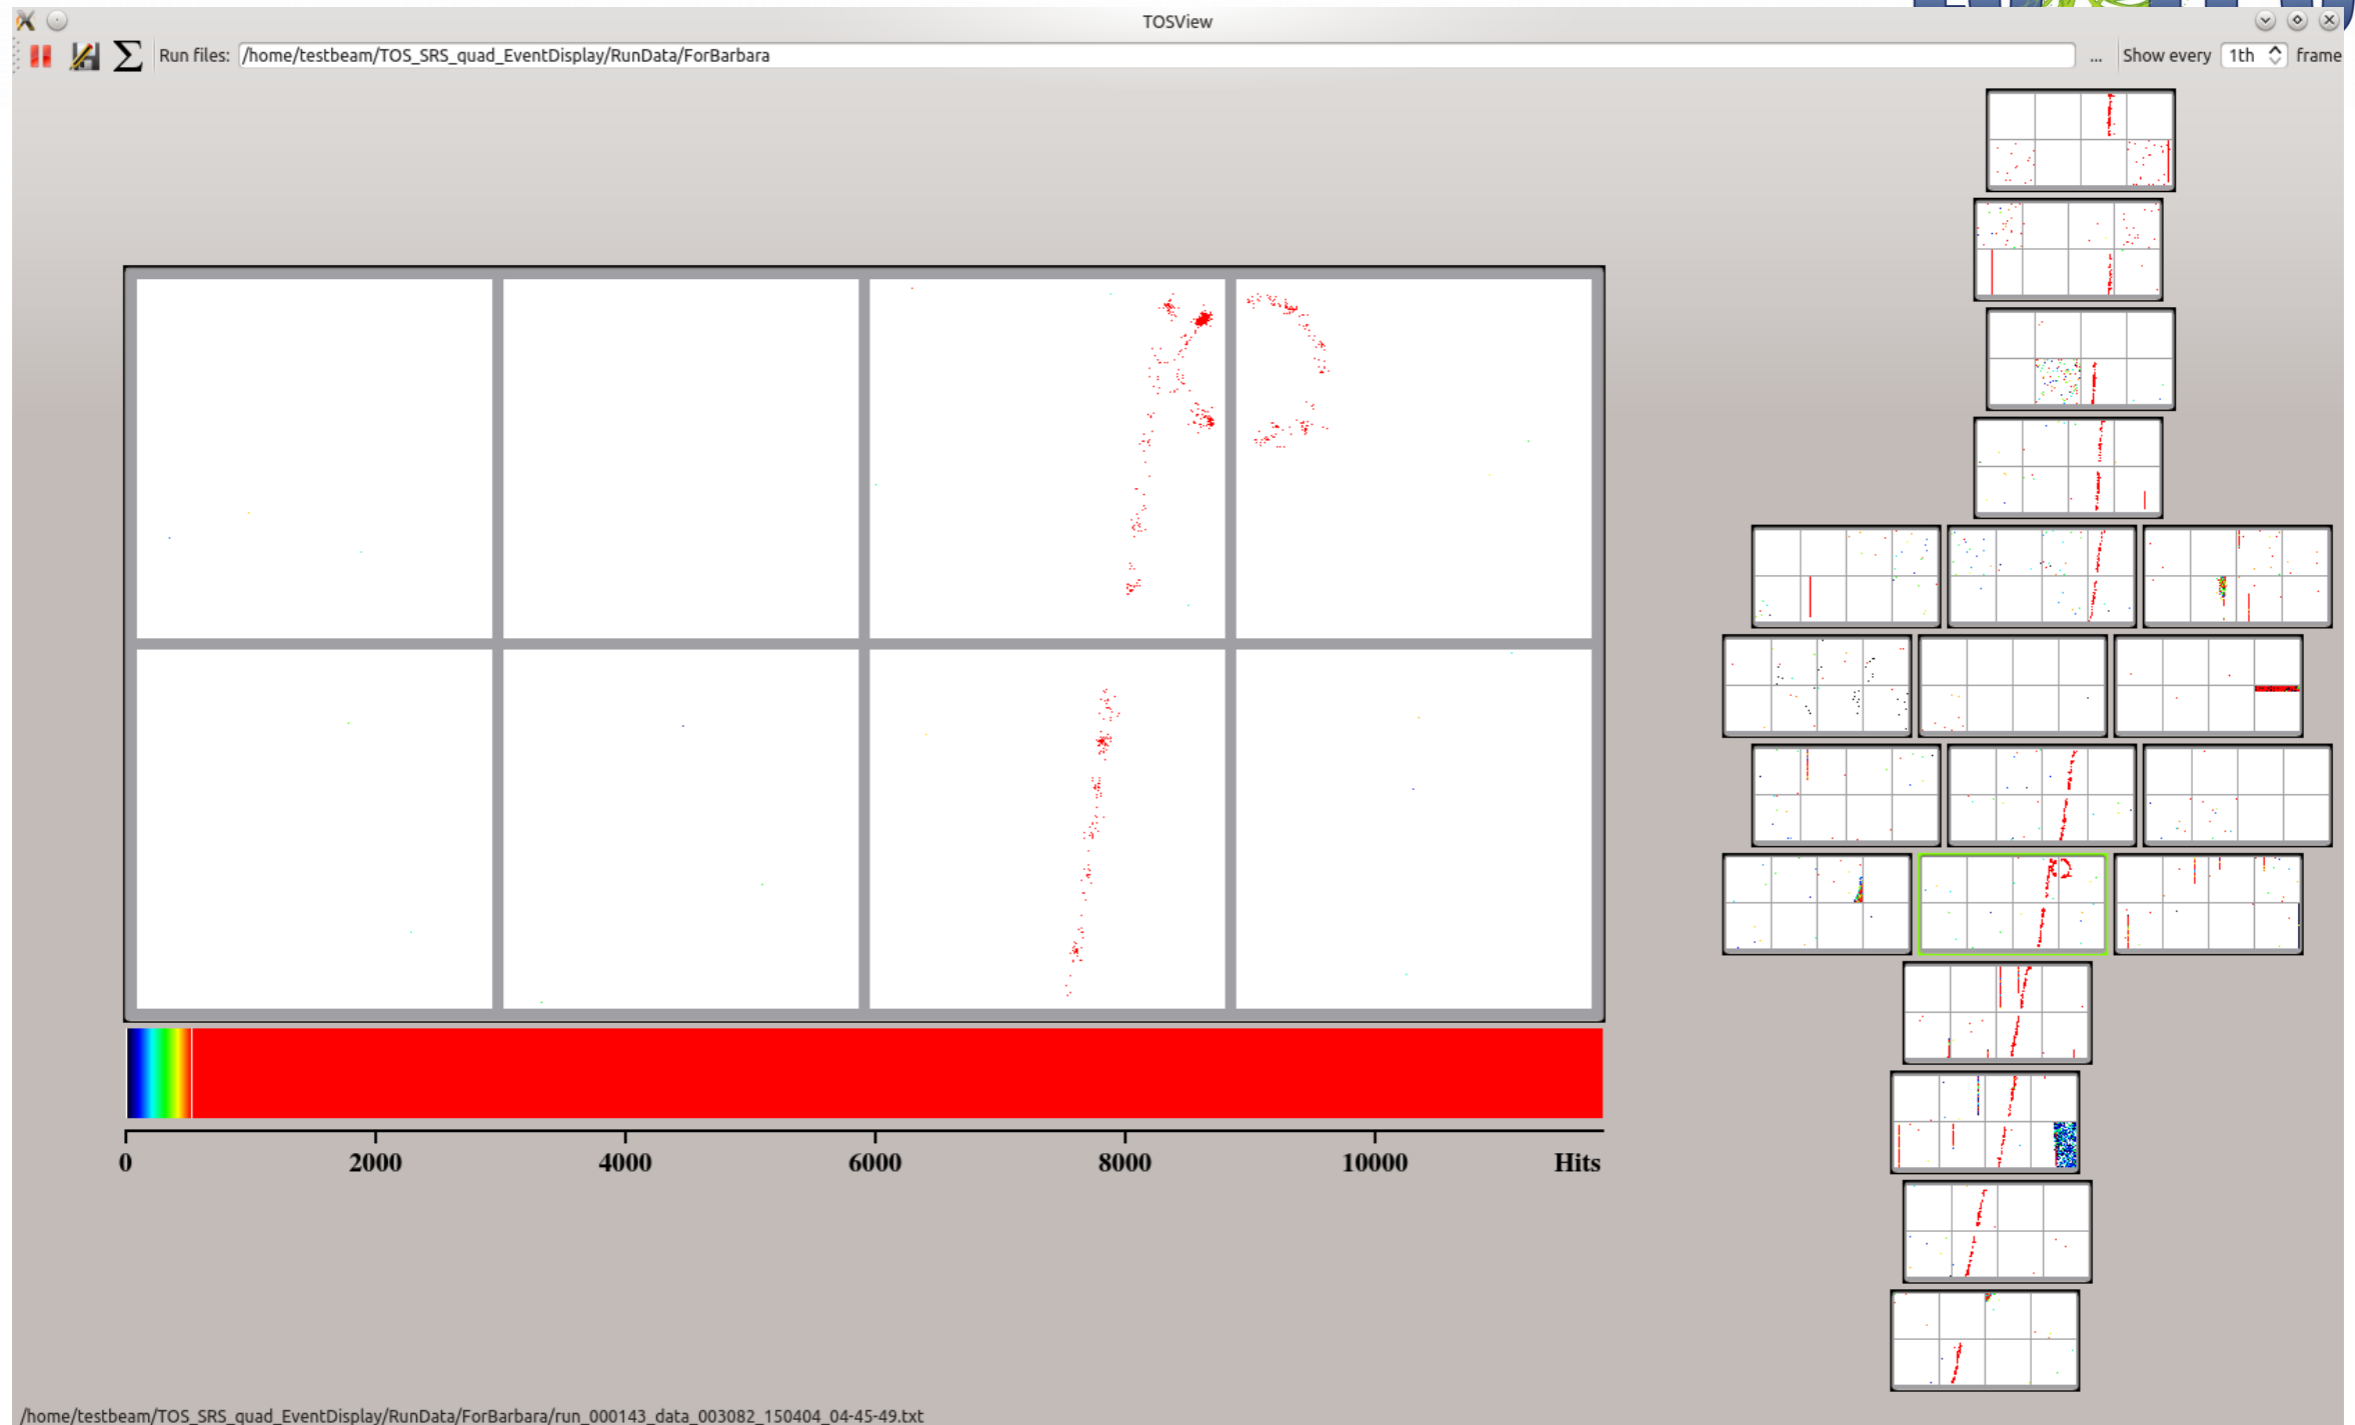 TOSView
Run files: /home/testbeam/TOS_SRS_quad_EventDisplay/RunData/ForBarbara ... Show every 1th frame
0 2000 4000 6000 8000 10000 Hits
/home/testbeam/TOS_SRS_quad_EventDisplay/RunData/ForBarbara/run_000143_data_003082_150404_04-45-49.txt